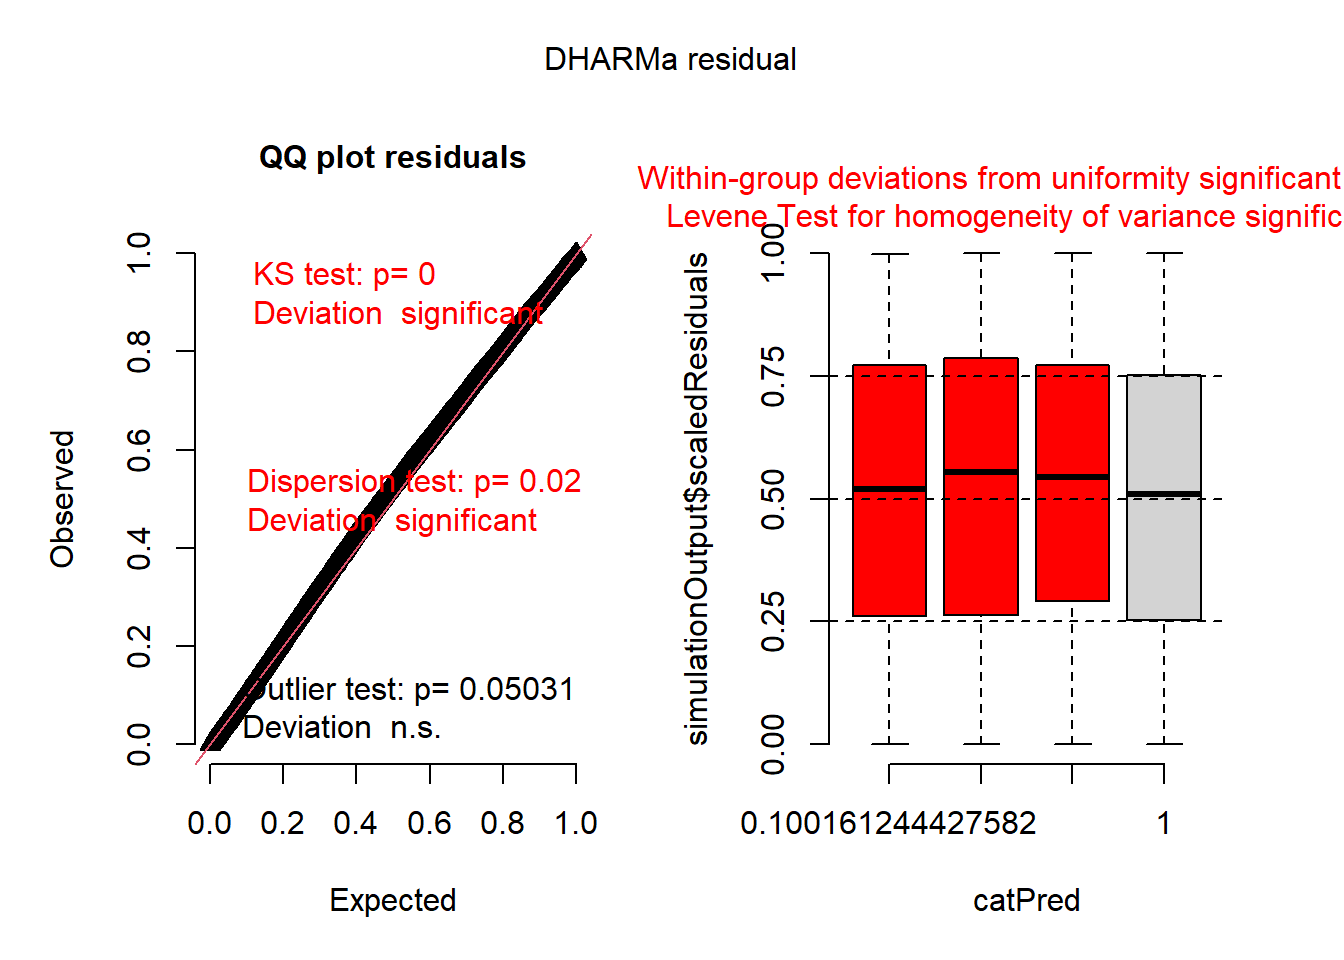 DHARMa residual
QQ plot residuals
KS test: p= 0
Deviation  significant
Dispersion test: p= 0.02
Deviation  significant
Outlier test: p= 0.05031
Deviation  n.s.
Observed
0.0 0.2 0.4 0.6 0.8 1.0
0.0 0.2 0.4 0.6 0.8 1.0
Expected
Within-group deviations from uniformity significant
Levene Test for homogeneity of variance signific
simulationOutput$scaledResiduals
0.00 0.25 0.50 0.75 1.00
0.100161244427582 1
catPred